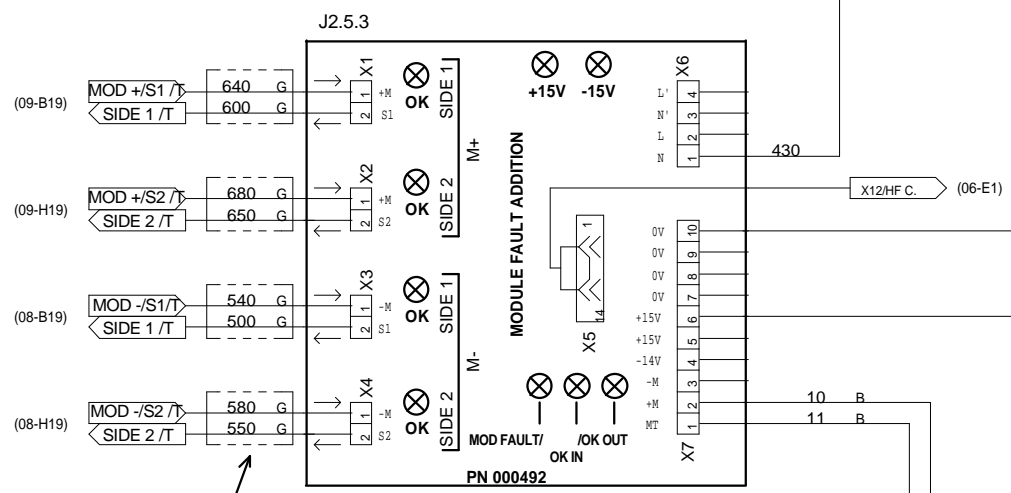 J2.5.3
MOD +/S1 /T 640 G
SIDE 1 /T 600 G
(09-B19)
X1
1 +M
2 S1
OK
SIDE 1
MOD +/S2 /T 680 G
SIDE 2 /T 650 G
(09-H19)
X2
1 +M
2 S2
OK
SIDE 2
M+
MOD -/S1/T 540 G
SIDE 1 /T 500 G
(08-B19)
X3
1 -M
2 S1
OK
SIDE 1
MOD -/S2 /T 580 G
SIDE 2 /T 550 G
(08-H19)
X4
1 -M
2 S2
OK
SIDE 2
M-
MODULE FAULT ADDITION
+15V -15V
X6
L' 4
N' 3
L 2
N 1
430
X12/HF C. (06-E1)
1
14
X5
0V 10
0V 9
0V 8
0V 7
+15V 6
+15V 5
-14V 4
-M 3
+M 2 10 B
MT 1 11 B
X7
MOD FAULT/ /OK OUT
OK IN
PN 000492